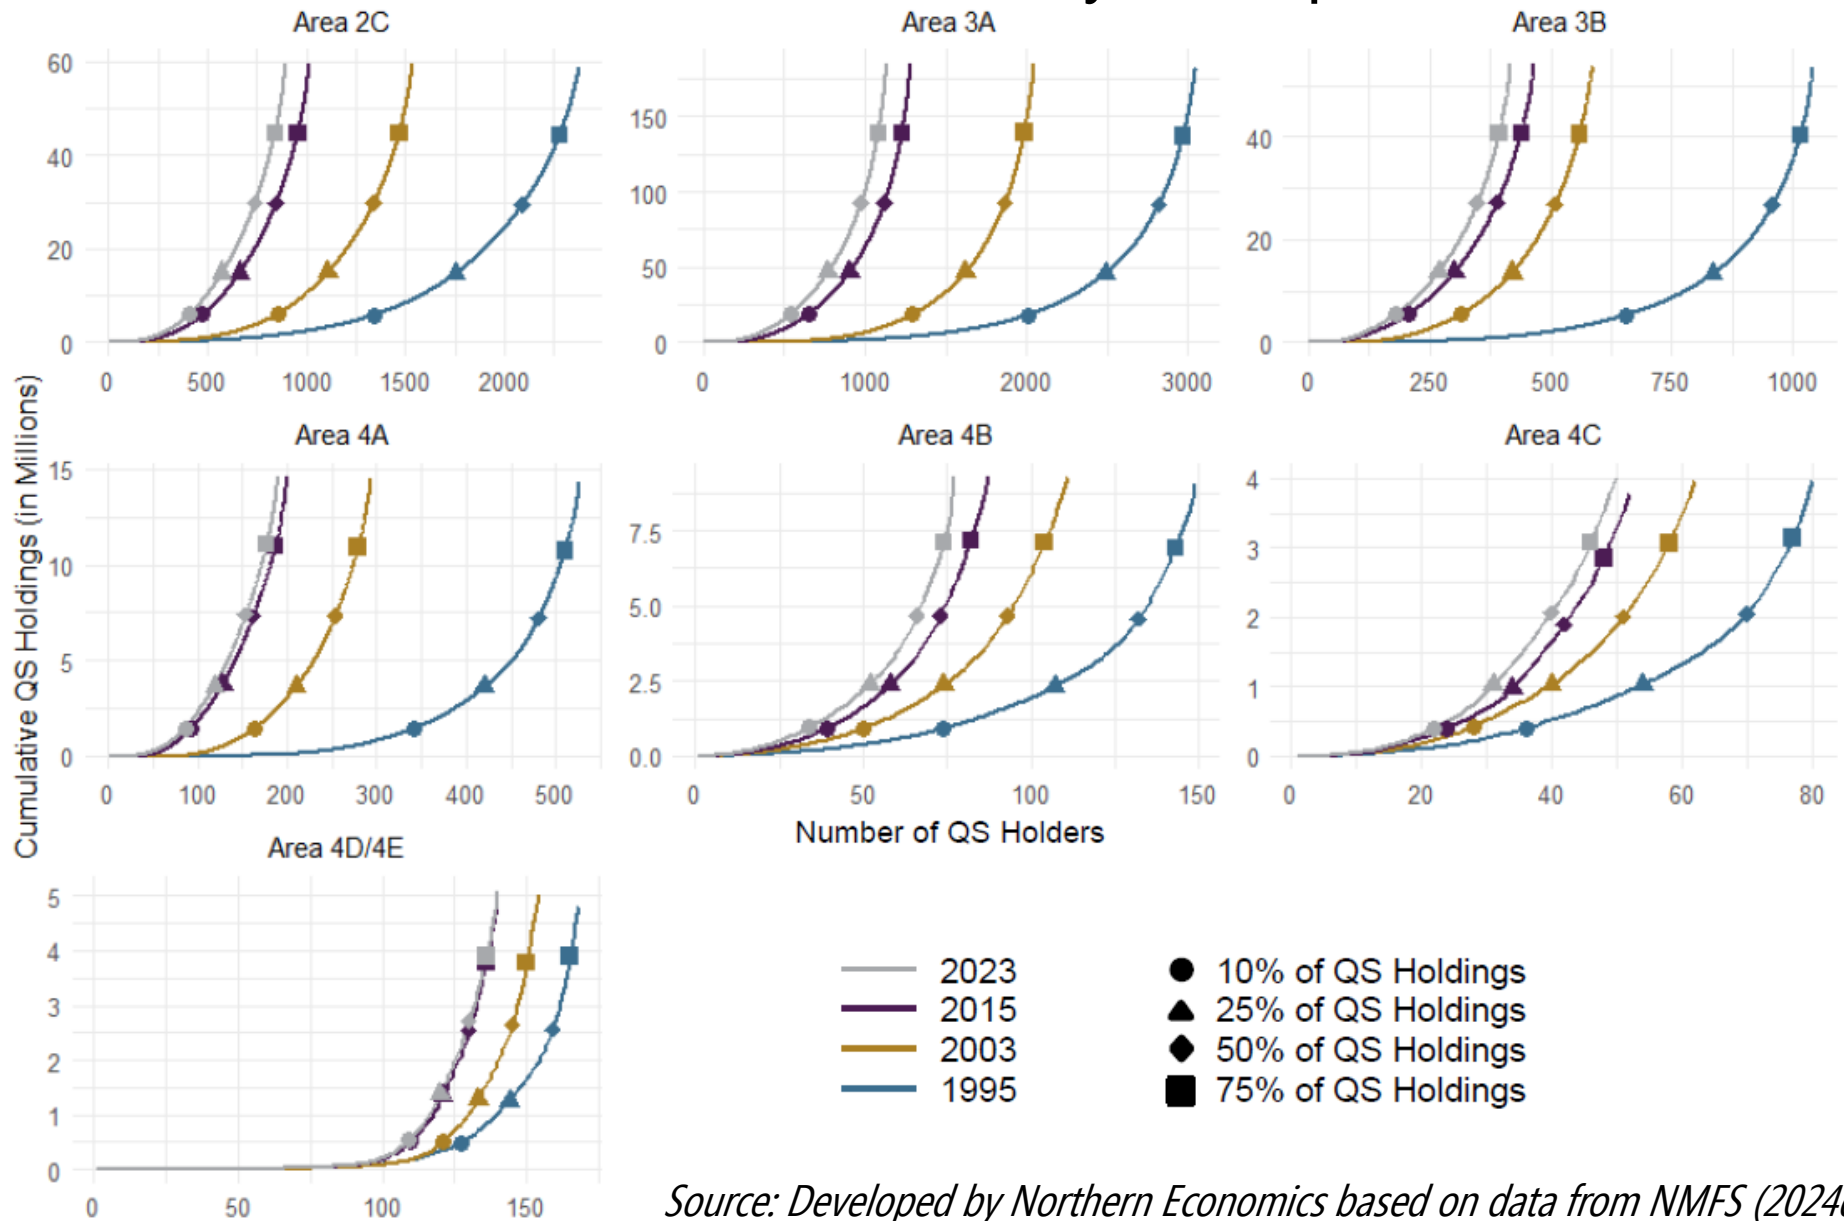 Area 2C
Area 3A
Area 3B
60
40
20
0
150
100
50
0
40
20
0
0 500 1000 1500 2000
0 1000 2000 3000
0 250 500 750 1000
Cumulative QS Holdings (in Millions)
Area 4A
Area 4B
Area 4C
15
10
5
0
7.5
5.0
2.5
0.0
4
3
2
1
0
0 100 200 300 400 500
0 50 100 150
0 20 40 60 80
Number of QS Holders
Area 4D/4E
5
4
3
2
1
0
0 50 100 150
2023
2015
2003
1995
10% of QS Holdings
25% of QS Holdings
50% of QS Holdings
75% of QS Holdings
Source: Developed by Northern Economics based on data from NMFS